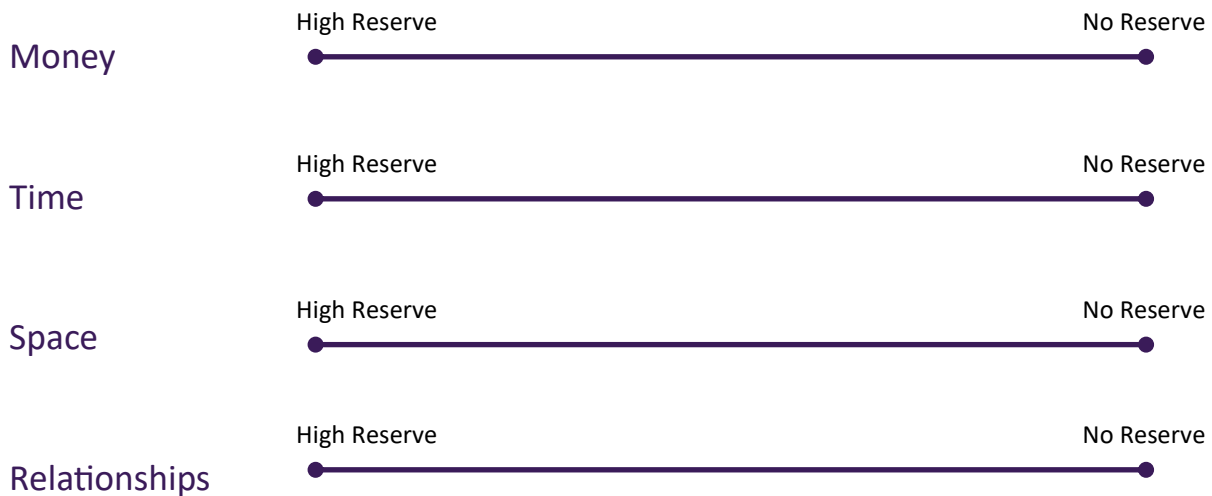 High Reserve No Reserve
Money
High Reserve No Reserve
Time
High Reserve No Reserve
Space
High Reserve No Reserve
Relationships